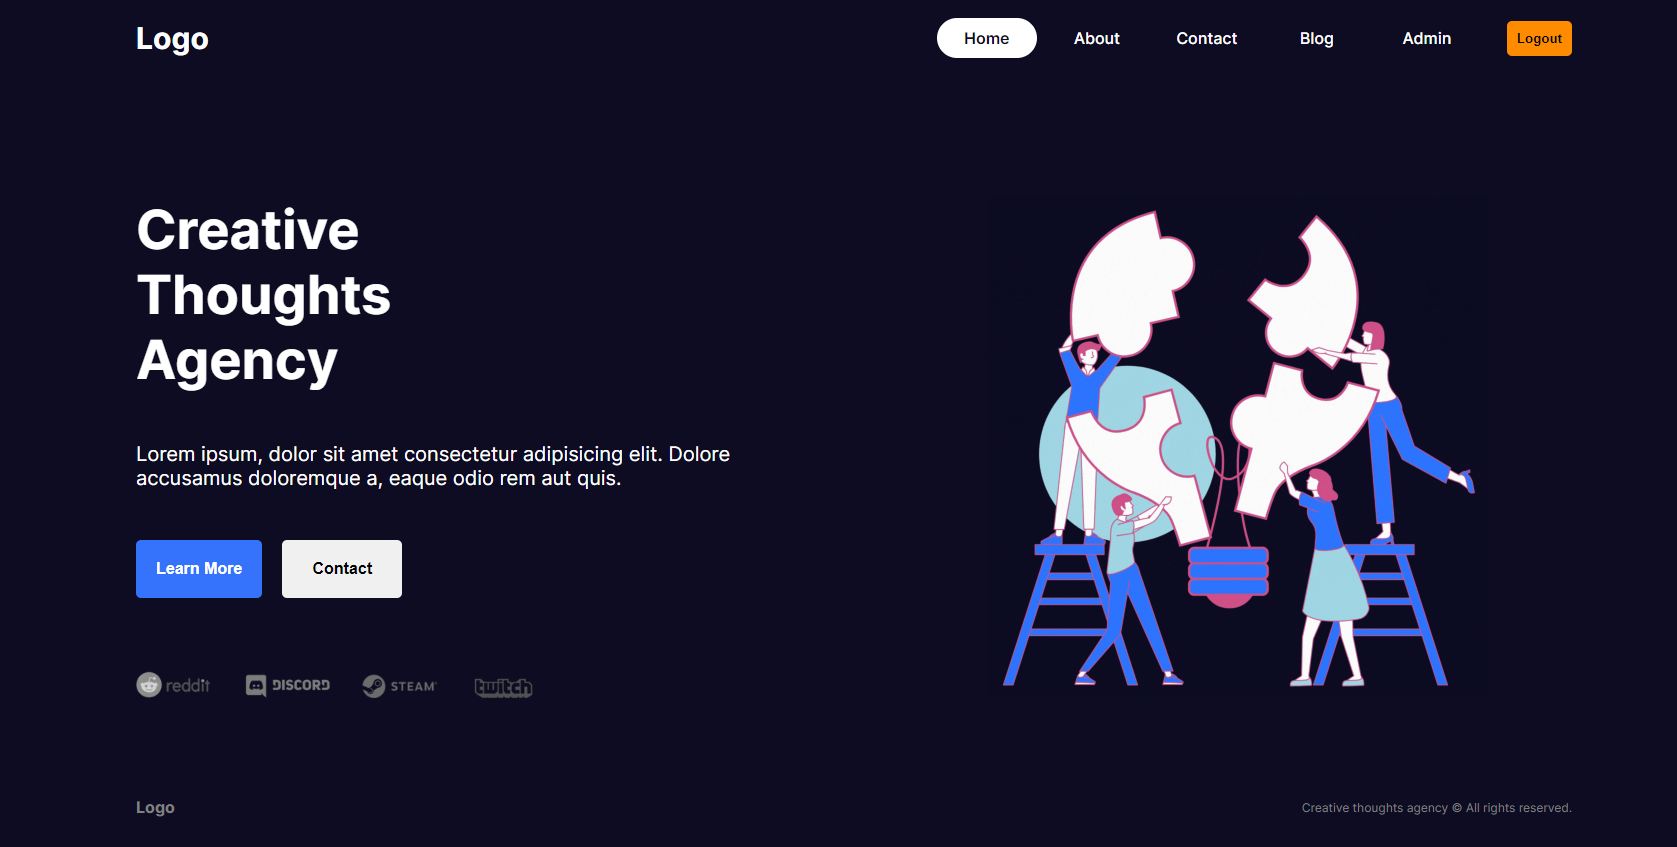 Logo
Home About Contact Blog Admin Logout
Creative
Thoughts
Agency
Lorem ipsum, dolor sit amet consectetur adipisicing elit. Dolore
accusamus doloremque a, eaque odio rem aut quis.
Learn More Contact
reddit DISCORD STEAM twitch
Logo
Creative thoughts agency © All rights reserved.